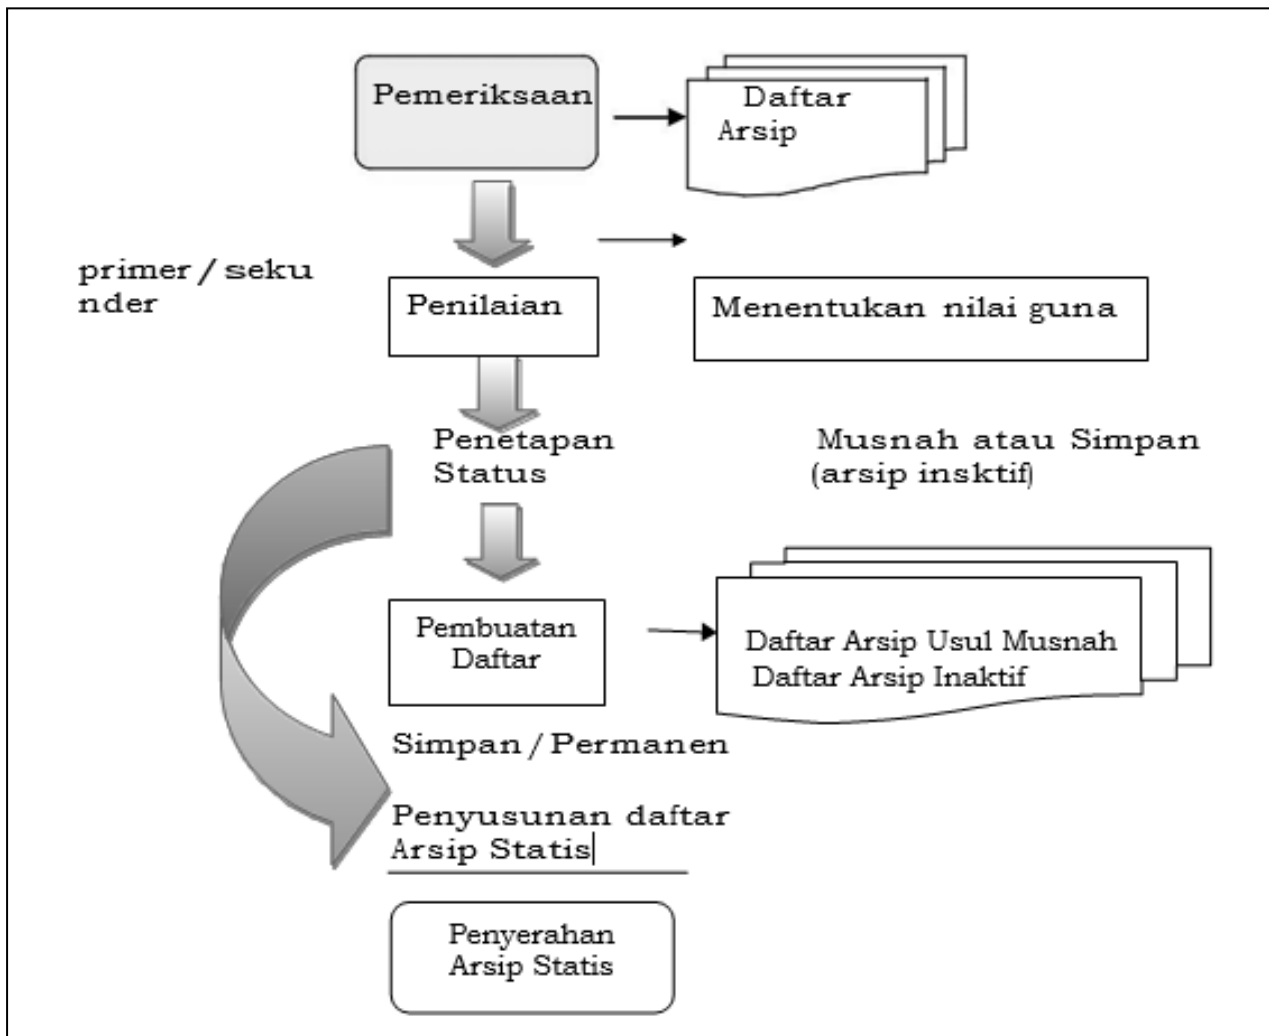 Pemeriksaan
Daftar
Arsip
primer/seku
nder
Penilaian
Menentukan nilai guna
Penetapan
Status
Musnah atau Simpan
(arsip insktif)
Pembuatan
Daftar
Daftar Arsip Usul Musnah
Daftar Arsip Inaktif
Simpan/Permanen
Penyusunan daftar
Arsip Statis
Penyerahan
Arsip Statis